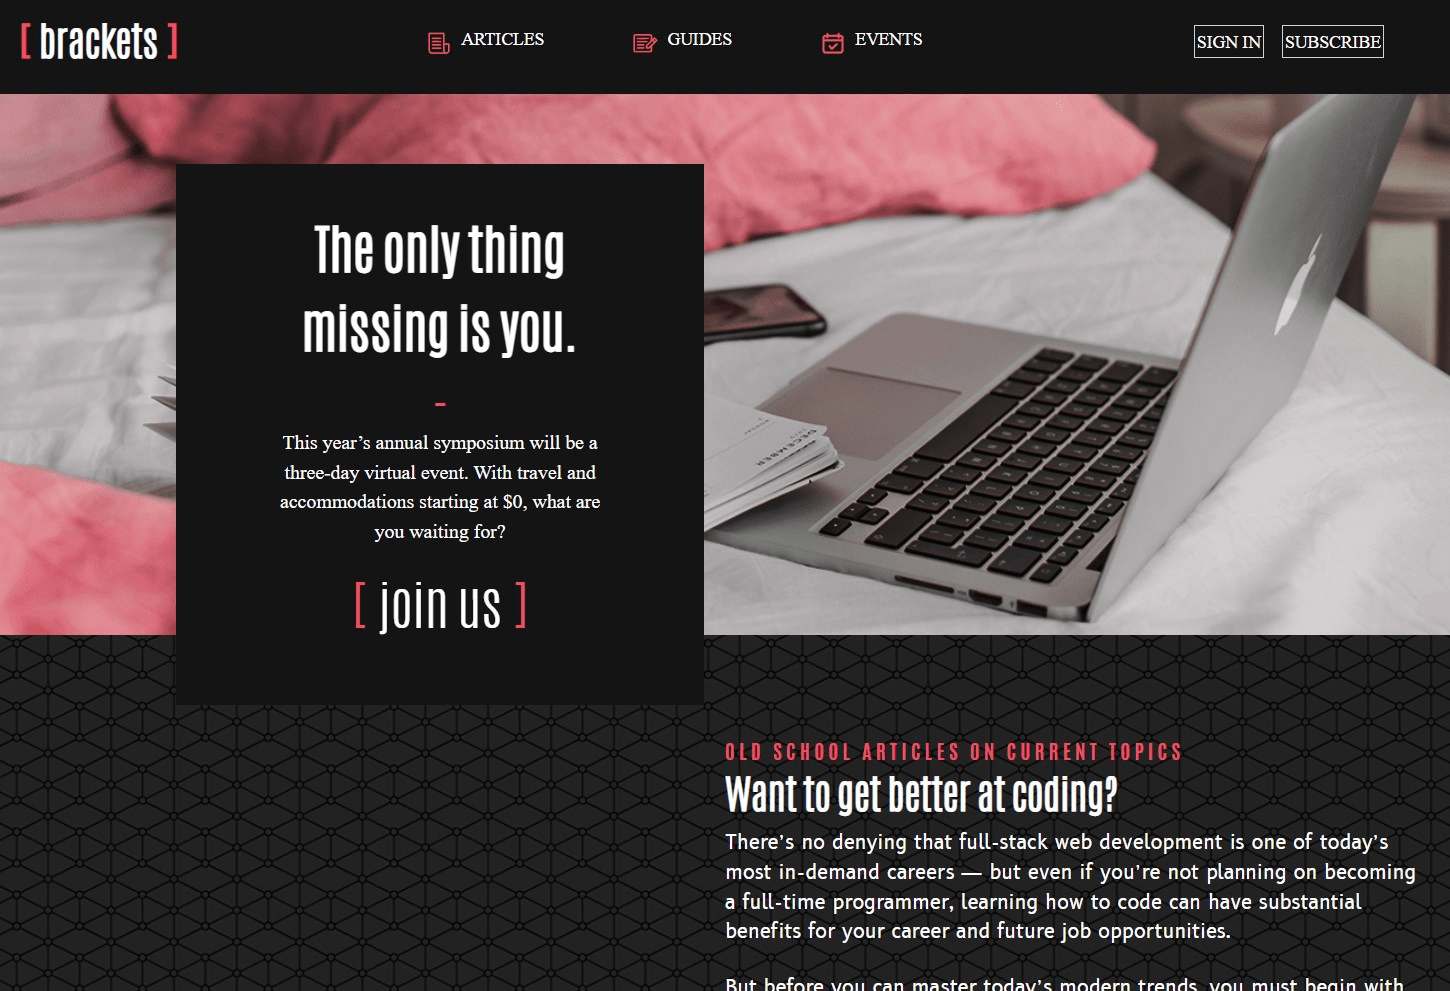 [ brackets ]
ARTICLES
GUIDES
EVENTS
SIGN IN
SUBSCRIBE
The only thing
missing is you.
-
This year’s annual symposium will be a
three-day virtual event. With travel and
accommodations starting at $0, what are
you waiting for?
[ join us ]
DECEMBER
OLD SCHOOL ARTICLES ON CURRENT TOPICS
Want to get better at coding?
There’s no denying that full-stack web development is one of today’s
most in-demand careers — but even if you’re not planning on becoming
a full-time programmer, learning how to code can have substantial
benefits for your career and future job opportunities.
But before you can master today’s modern trends, you must begin with